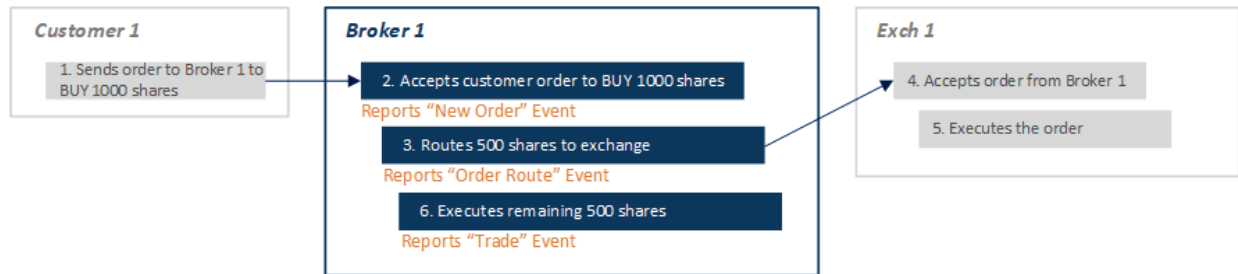 Customer 1
1. Sends order to Broker 1 to
BUY 1000 shares
Broker 1
2. Accepts customer order to BUY 1000 shares
Reports “New Order” Event
3. Routes 500 shares to exchange
Reports “Order Route” Event
6. Executes remaining 500 shares
Reports “Trade” Event
Exch 1
4. Accepts order from Broker 1
5. Executes the order